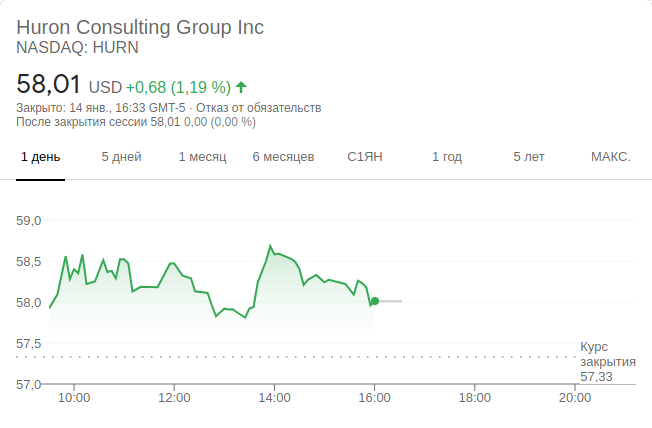 Huron Consulting Group Inc
NASDAQ: HURN
58,01 USD +0,68 (1,19 %)
Закрыто: 14 янв., 16:33 GMT-5 · Отказ от обязательств
После закрытия сессии 58,01 0,00 (0,00 %)
1 день 5 дней 1 месяц 6 месяцев С1ЯН 1 год 5 лет МАКС.
59,0
58,5
58,0
57,5
Курс
закрытия
57,33
57,0
10:00 12:00 14:00 16:00 18:00 20:00